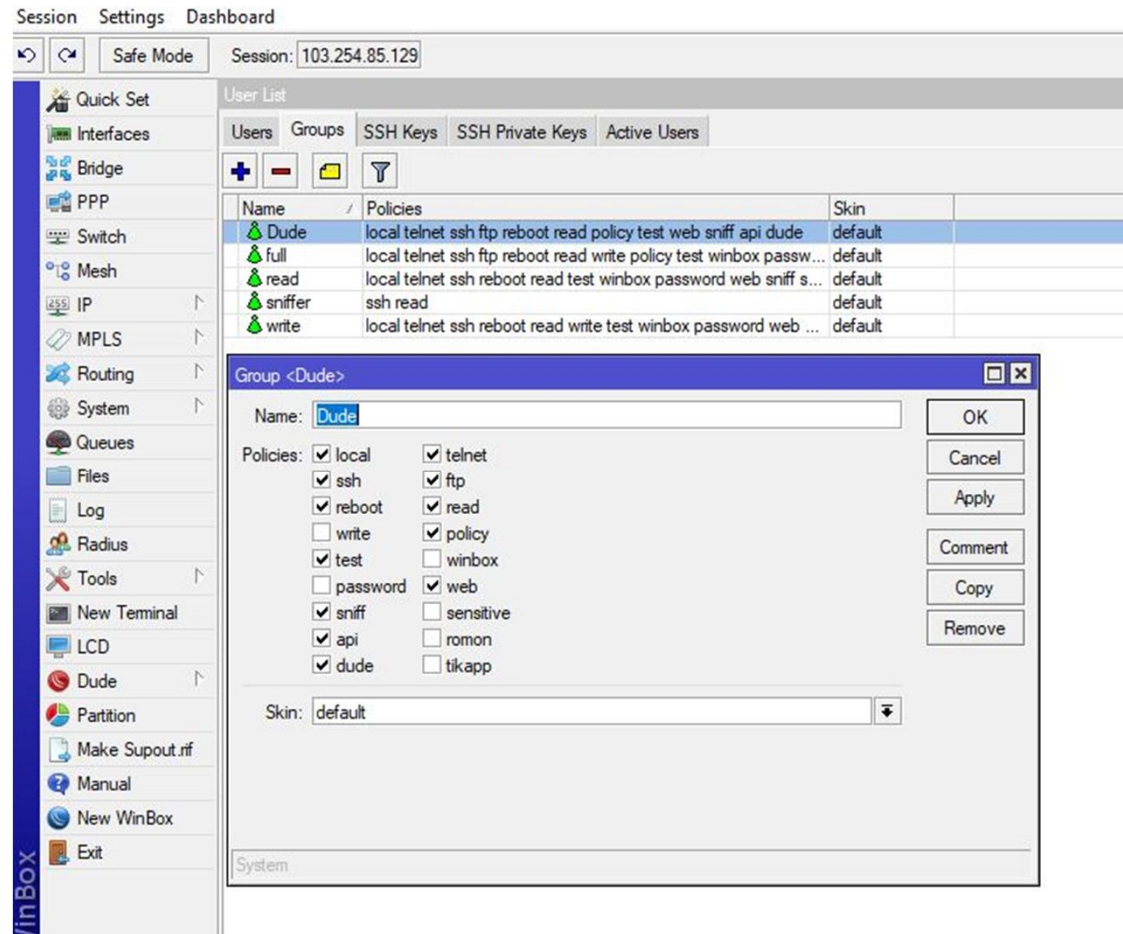 Session Settings Dashboard
Safe Mode Session: 103.254.85.129
Quick Set
Interfaces
Bridge
PPP
Switch
Mesh
255 IP
MPLS
Routing
System
Queues
Files
Log
Radius
Tools
New Terminal
LCD
Dude
Partition
Make Supout.rif
Manual
New WinBox
Exit
WinBox
User List
Users Groups SSH Keys SSH Private Keys Active Users
Name / Policies Skin
Dude local telnet ssh ftp reboot read policy test web sniff api dude default
full local telnet ssh ftp reboot read write policy test winbox passw... default
read local telnet ssh reboot read test winbox password web sniff s... default
sniffer ssh read default
write local telnet ssh reboot read write test winbox password web ... default
Group <Dude>
Name: Dude OK
Policies: local telnet Cancel
ssh ftp
reboot read Apply
write policy
test winbox Comment
password web Copy
sniff sensitive
api romon Remove
dude tikapp
Skin: default
System